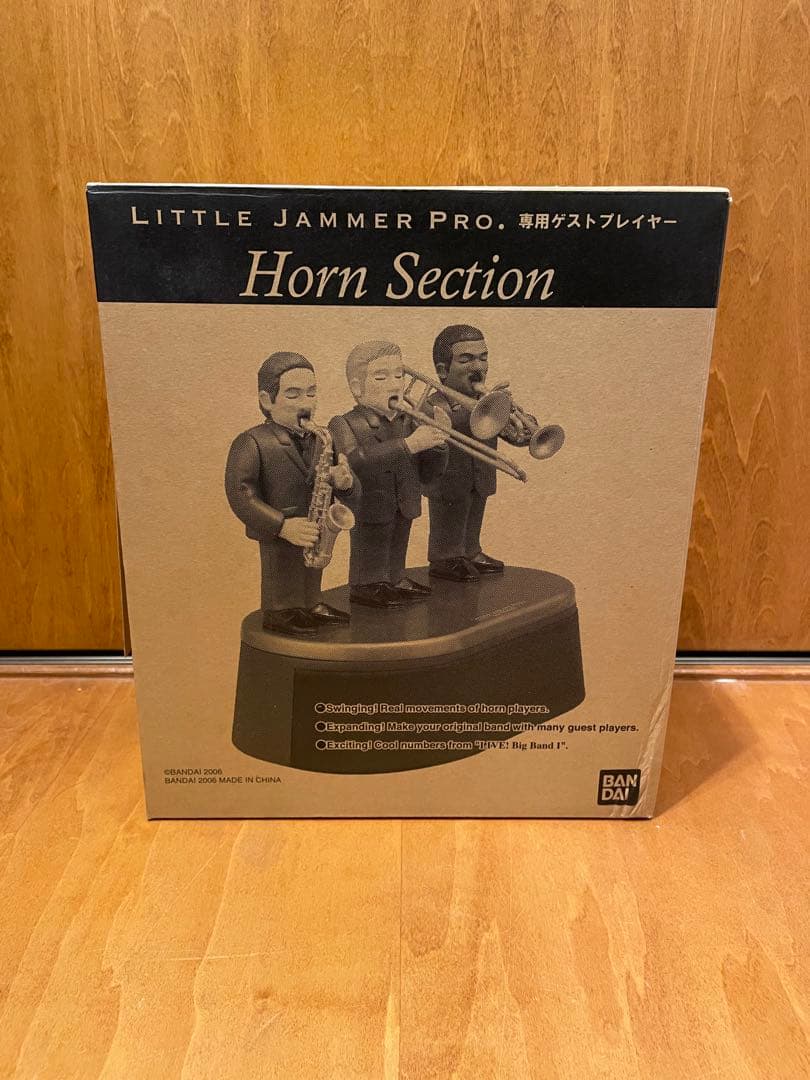 LITTLE JAMMER PRO. 専用ゲストプレイヤー
Horn Section
●Swinging! Real movements of horn players.
●Expanding! Make your original band with many guest players.
●Exciting! Cool numbers from "LIVE! Big Band I".
©BANDAI 2006
BANDAI 2006 MADE IN CHINA
BAN
DAI